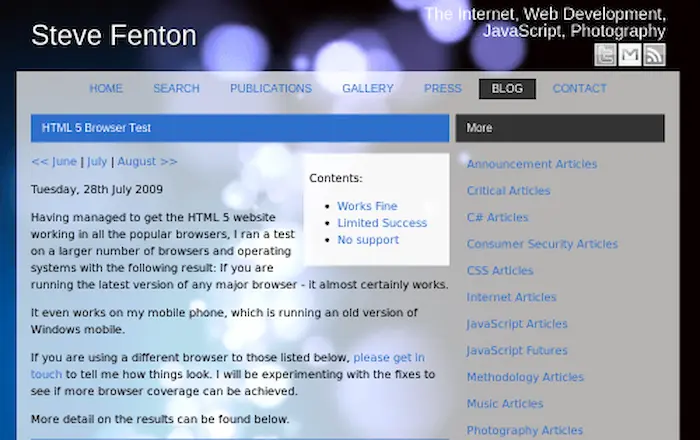 Steve Fenton
The Internet, Web Development,
JavaScript, Photography
HOME SEARCH PUBLICATIONS GALLERY PRESS BLOG CONTACT
HTML 5 Browser Test
<< June | July | August >>
Tuesday, 28th July 2009
Contents:
Works Fine
Limited Success
No support
Having managed to get the HTML 5 website
working in all the popular browsers, I ran a test
on a larger number of browsers and operating
systems with the following result: If you are
running the latest version of any major browser - it almost certainly works.
It even works on my mobile phone, which is running an old version of
Windows mobile.
If you are using a different browser to those listed below, please get in
touch to tell me how things look. I will be experimenting with the fixes to
see if more browser coverage can be achieved.
More detail on the results can be found below.
More
Announcement Articles
Critical Articles
C# Articles
Consumer Security Articles
CSS Articles
Internet Articles
JavaScript Articles
JavaScript Futures
Methodology Articles
Music Articles
Photography Articles